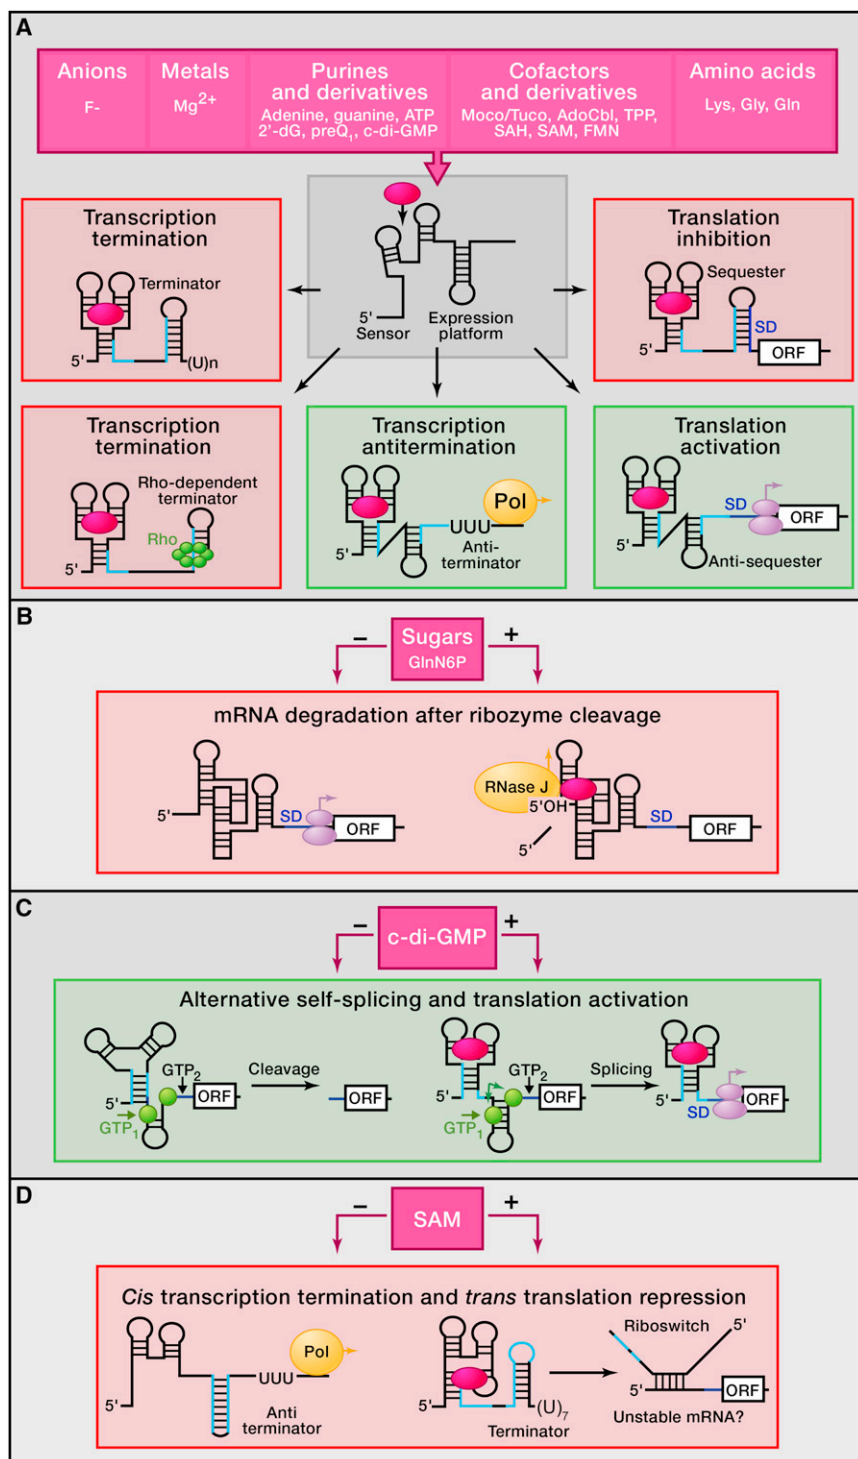 A
Anions
F-
Metals
Mg2+
Purines
and derivatives
Adenine, guanine, ATP
2'-dG, preQ1, c-di-GMP
Cofactors
and derivatives
Moco/Tuco, AdoCbl, TPP,
SAH, SAM, FMN
Amino acids
Lys, Gly, Gln
Transcription
termination
Terminator
5'
(U)n
5'
Sensor
Expression
platform
Translation
inhibition
Sequester
SD
5'
ORF
Transcription
termination
Rho-dependent
terminator
Rho
5'
Transcription
antitermination
Pol
UUU
5'
Anti-
terminator
Translation
activation
SD
ORF
5'
Anti-sequester
B
–
Sugars
GlnN6P
+
mRNA degradation after ribozyme cleavage
5'
SD
ORF
RNase J
5'OH
5'
SD
ORF
C
–
c-di-GMP
+
Alternative self-splicing and translation activation
GTP2
Cleavage
5'
ORF
GTP1
ORF
GTP2
Splicing
5'
ORF
GTP1
5'
SD
ORF
D
–
SAM
+
Cis transcription termination and trans translation repression
Pol
UUU
5'
Anti
terminator
5'
(U)7
Terminator
Riboswitch
5'
5'
ORF
Unstable mRNA?